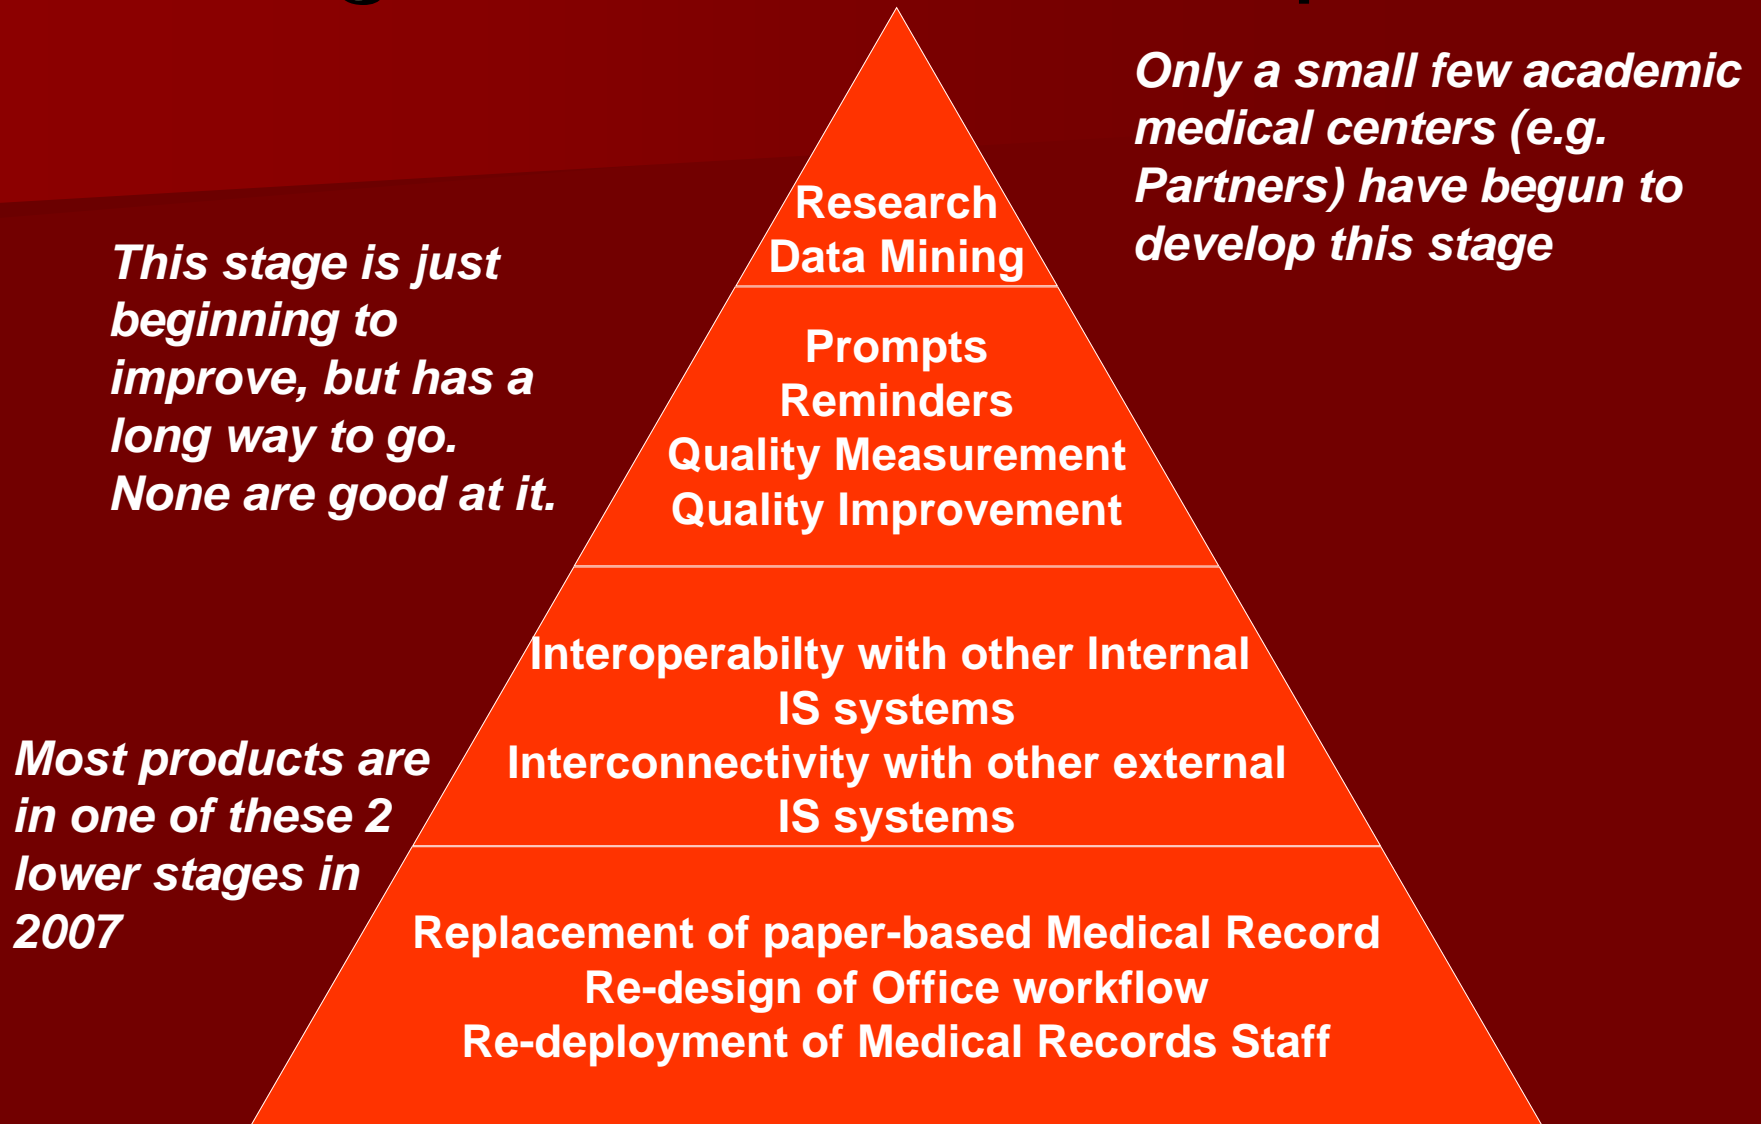 Only a small few academic
medical centers (e.g.
Partners) have begun to
develop this stage
Research
Data Mining
This stage is just
beginning to
improve, but has a
long way to go.
None are good at it.
Prompts
Reminders
Quality Measurement
Quality Improvement
Interoperabilty with other Internal
IS systems
Interconnectivity with other external
IS systems
Most products are
in one of these 2
lower stages in
2007
Replacement of paper-based Medical Record
Re-design of Office workflow
Re-deployment of Medical Records Staff